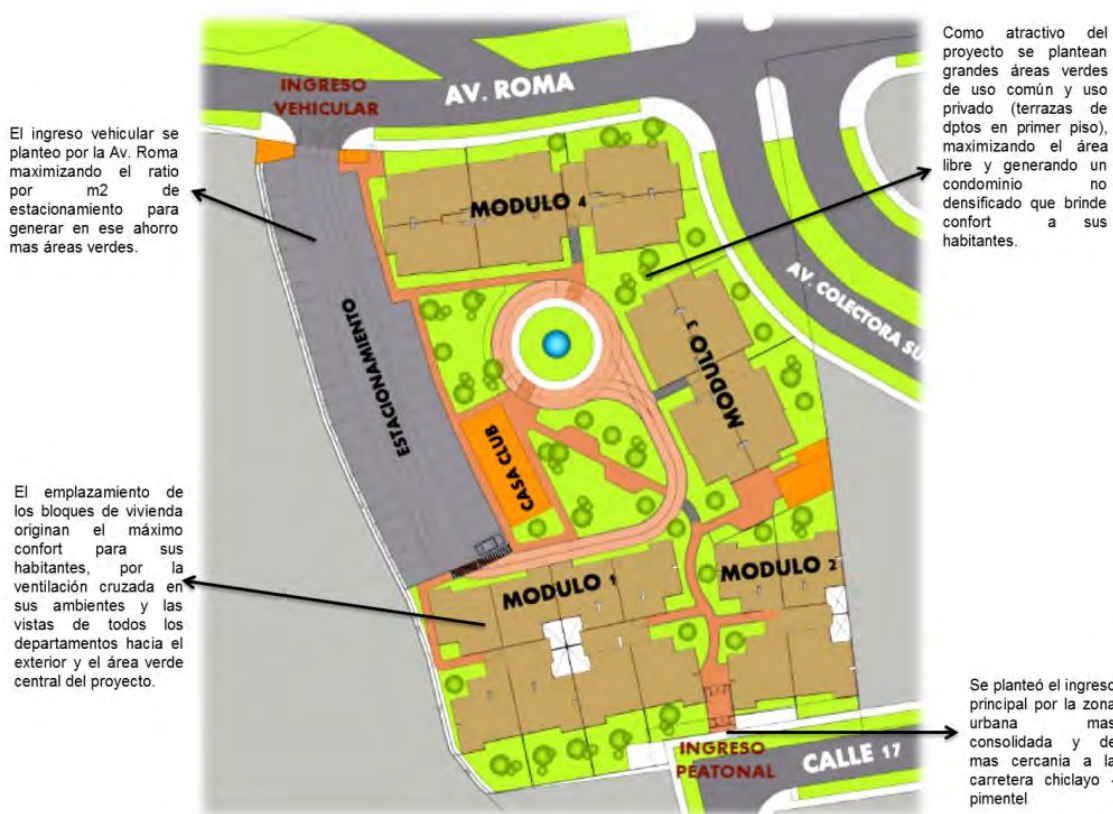 El ingreso vehicular se
planteo por la Av. Roma
maximizando el ratio
por m2 de
estacionamiento para
generar en ese ahorro
mas áreas verdes.
El emplazamiento de
los bloques de vivienda
originan el máximo
confort para sus
habitantes, por la
ventilación cruzada en
sus ambientes y las
vistas de todos los
departamentos hacia el
exterior y el área verde
central del proyecto.
INGRESO
VEHICULAR
AV. ROMA
MODULO 4
ESTACIONAMIENTO
MODULO 3
AV. COLECTORA SU
CASA CLUB
MODULO 1
MODULO 2
INGRESO
PEATONAL
CALLE 17
Como atractivo del
proyecto se plantean
grandes áreas verdes
de uso común y uso
privado (terrazas de
dptos en primer piso),
maximizando el área
libre y generando un
condominio no
densificado que brinde
confort a sus
habitantes.
Se planteó el ingreso
principal por la zona
urbana mas
consolidada y de
mas cercania a la
carretera chiclayo -
pimentel